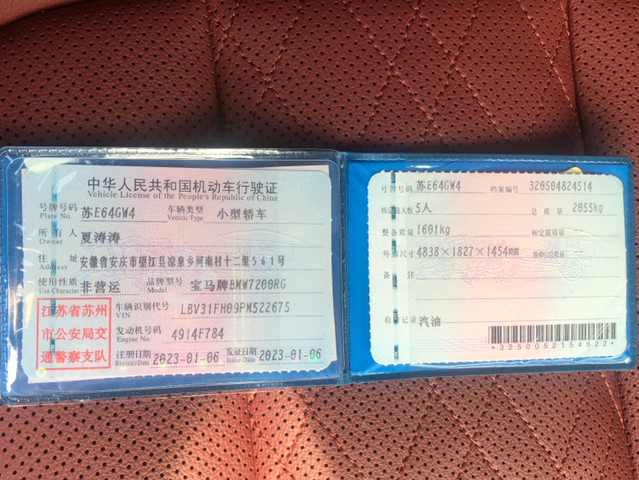 中华人民共和国机动车行驶证
Vehicle License of the People's Republic of China
号牌号码 苏E64GW4 车辆类型 小型轿车
Plate No. Vehicle Type
所有人 夏涛涛
Owner
住址 安徽省安庆市望江县凉泉乡河南村十二组561号
Address
使用性质 非营运 品牌型号 宝马牌BMW7200RG
Use Character Model
江苏省苏州
市公安局交
通警察支队
车辆识别代号 LBV31FH09PM522675
VIN
发动机号码 4914F784
Engine No.
注册日期 2023-01-06 发证日期 2023-01-06
Register Date Issue Date
号牌号码 苏E64GW4 档案编号 320504824514
核定载人数 5人 总质量 2055kg
整备质量 1601kg 核定载质量
外廓尺寸 4838×1827×1454mm 准牵引总质量
备注
检验记录 汽油
*3250052154622*